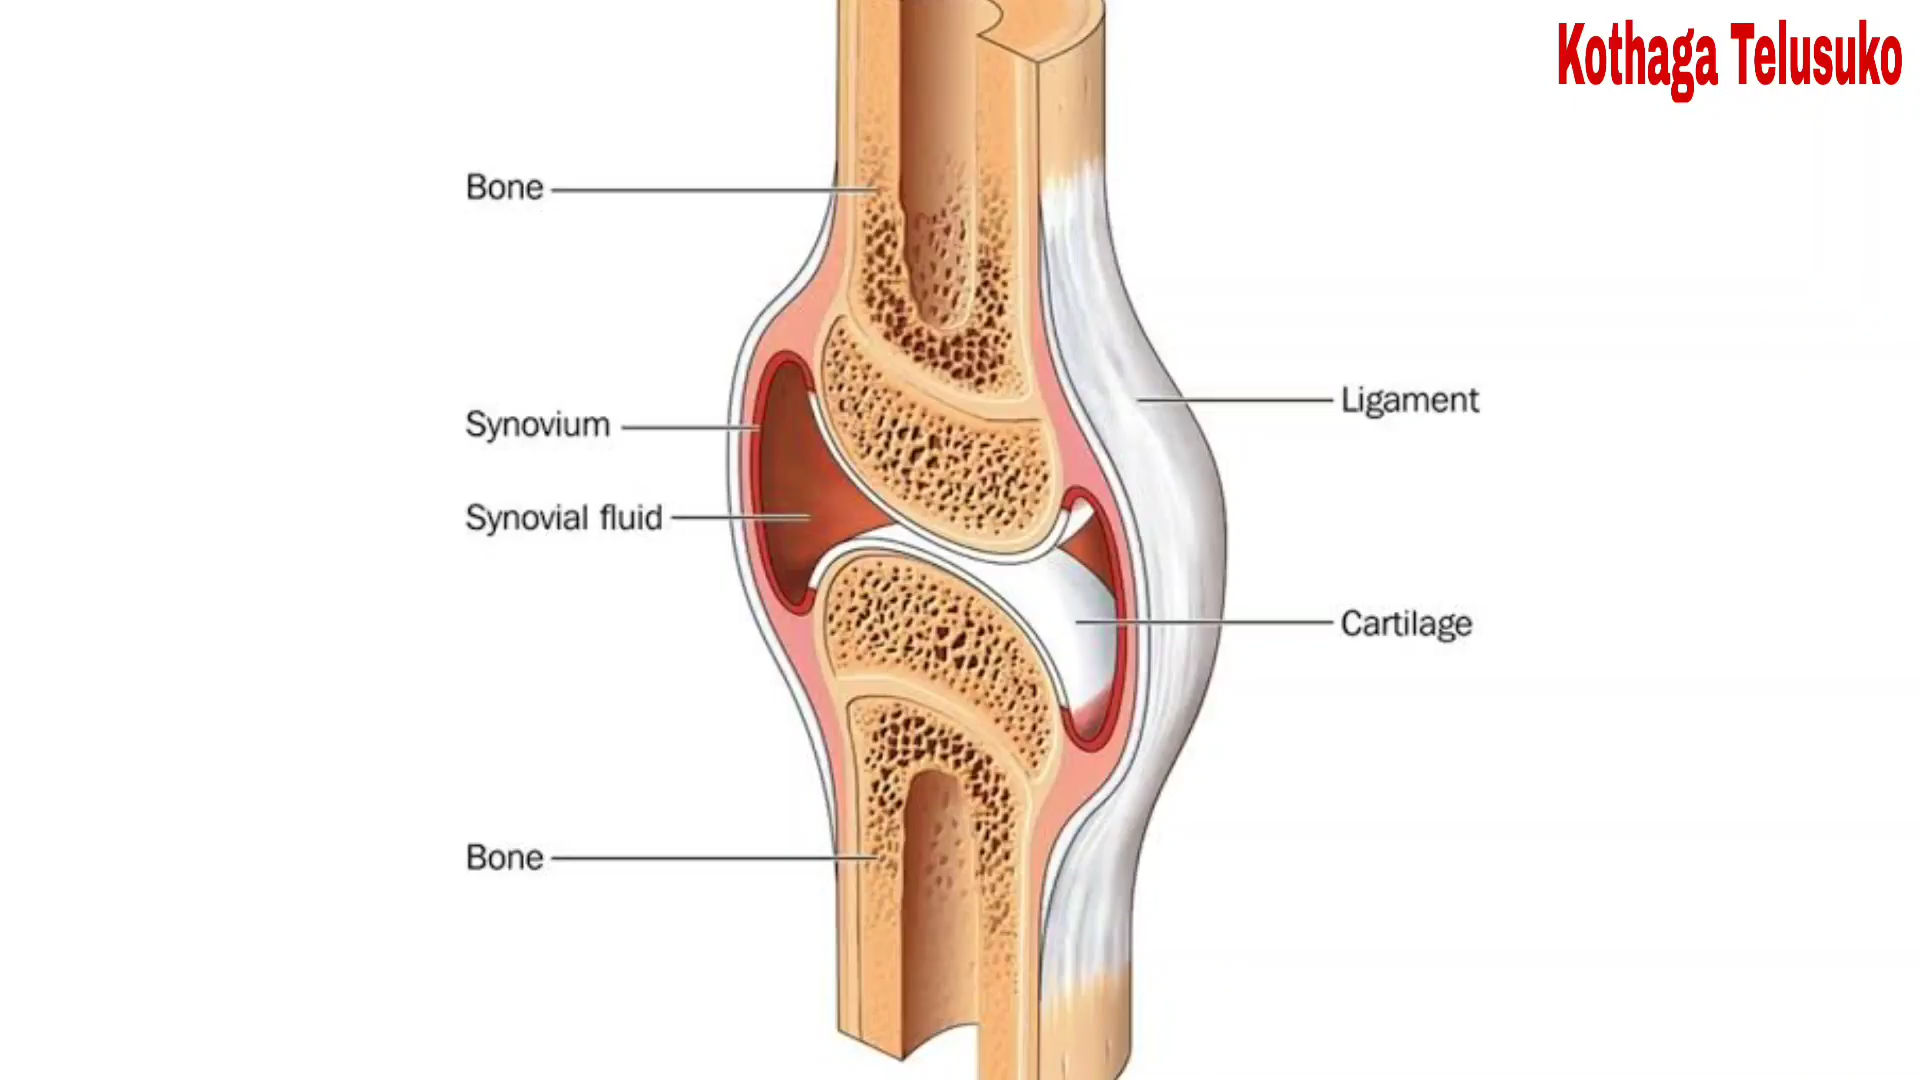 Kothaga Telusuko
Bone
Synovium
Synovial fluid
Bone
Ligament
Cartilage